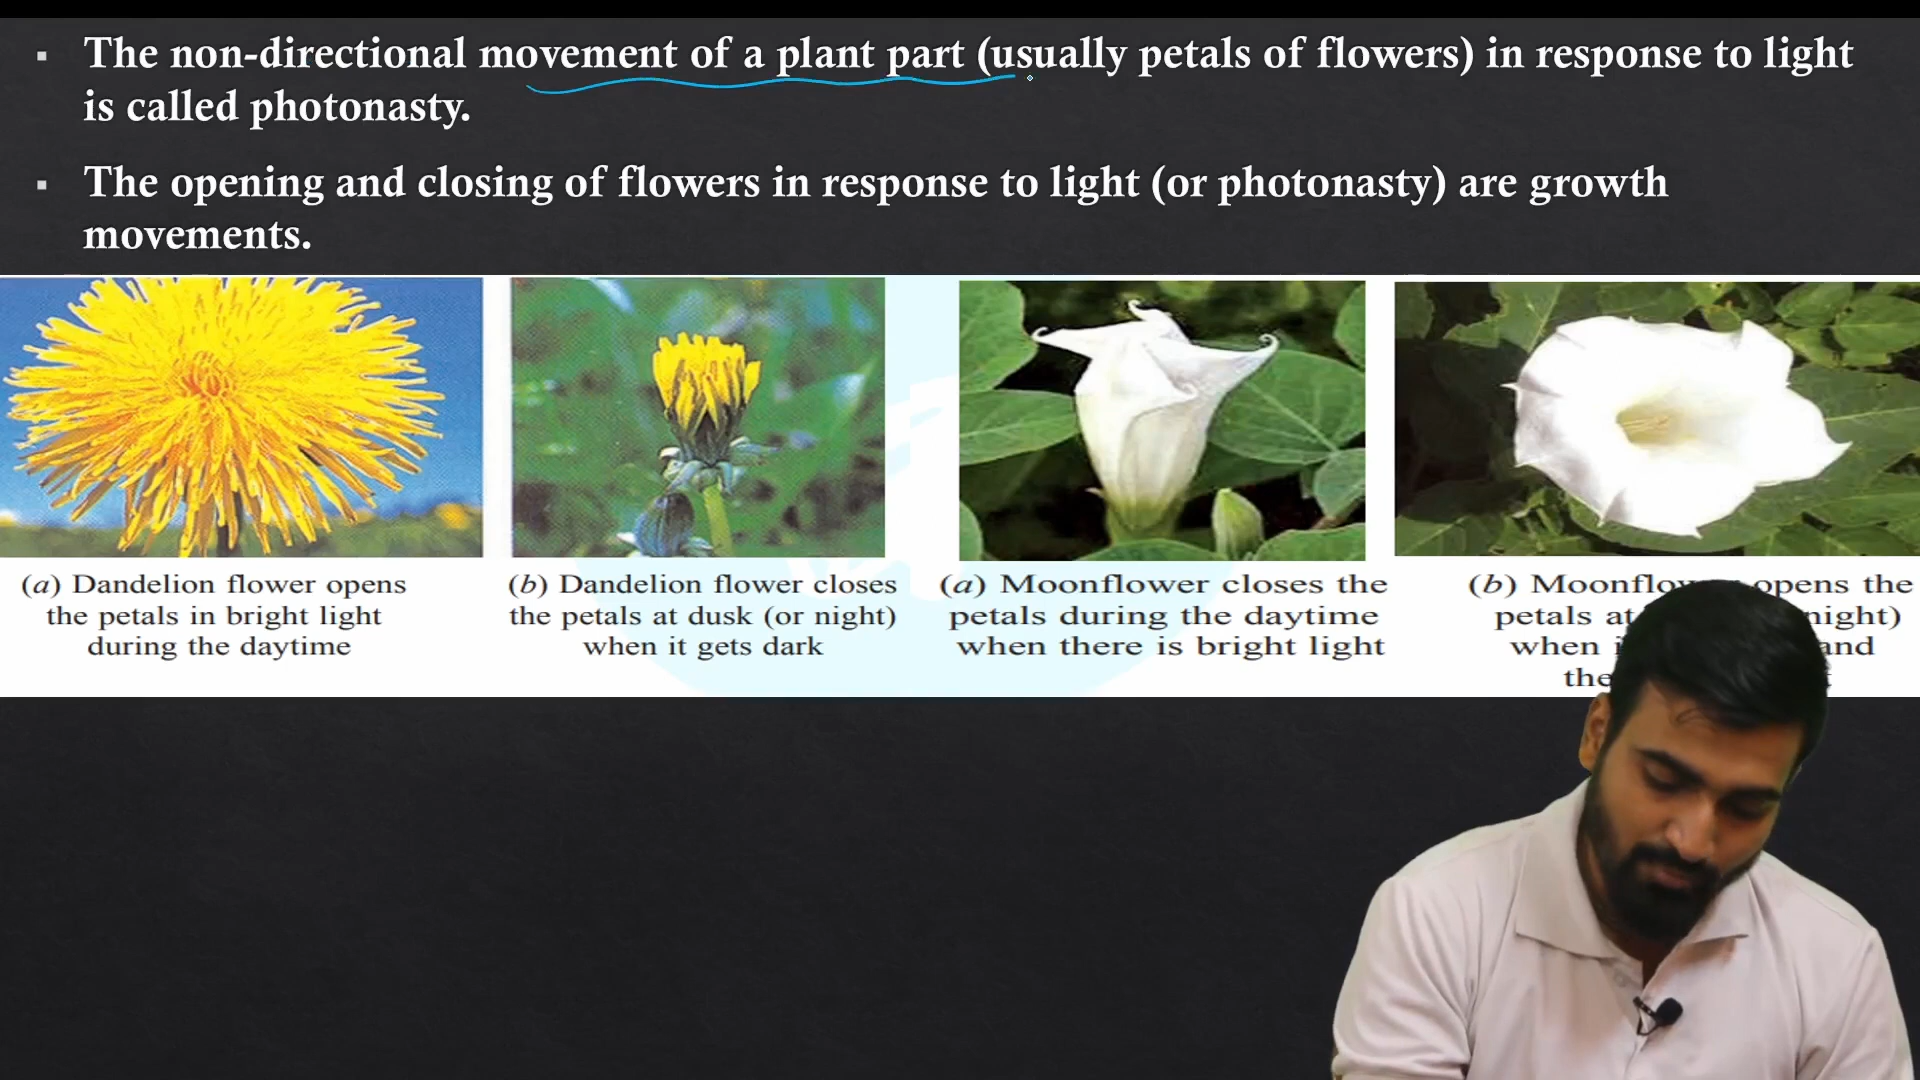 ▪ The non-directional movement of a plant part (usually petals of flowers) in response to light
is called photonasty.
▪ The opening and closing of flowers in response to light (or photonasty) are growth
movements.
(a) Dandelion flower opens
the petals in bright light
during the daytime
(b) Dandelion flower closes
the petals at dusk (or night)
when it gets dark
(a) Moonflower closes the
petals during the daytime
when there is bright light
(b) opens the
petals at night)
when and